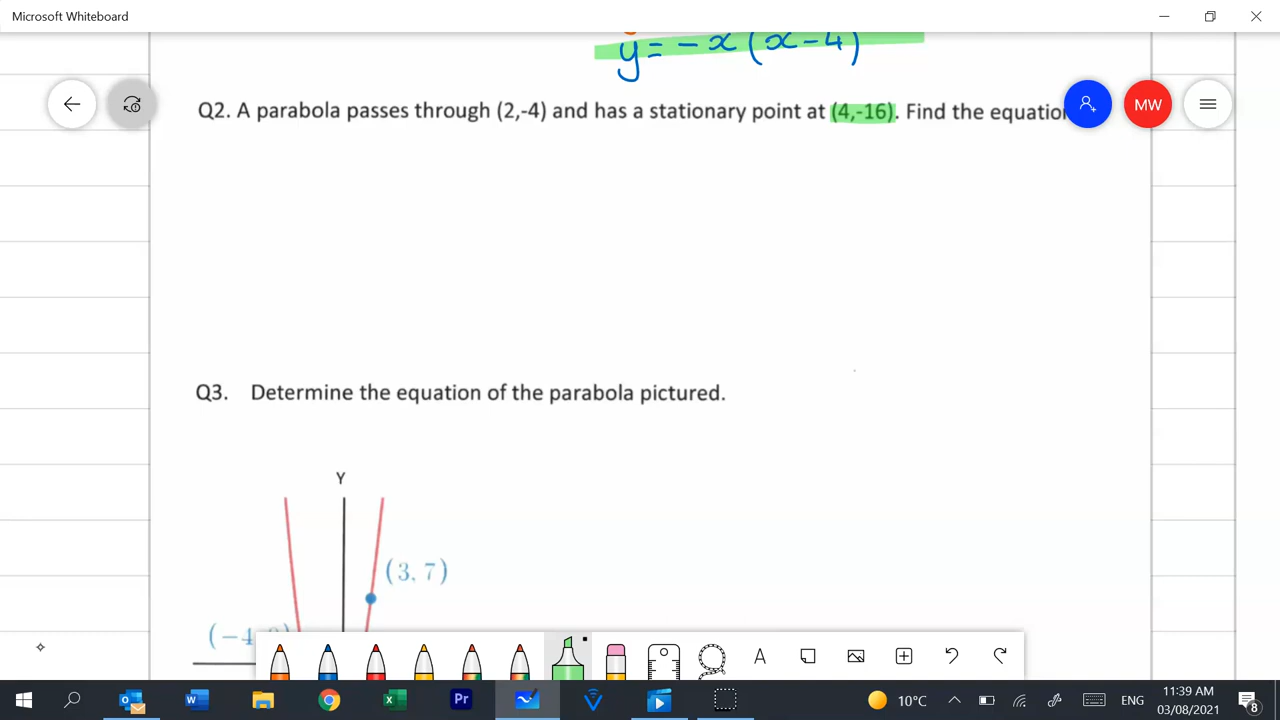 Microsoft Whiteboard
y = -x (x-4)
Q2. A parabola passes through (2,-4) and has a stationary point at (4,-16). Find the equation
MW
Q3. Determine the equation of the parabola pictured.
Y
(3, 7)
(-4,
A
10°C
ENG
11:39 AM
03/08/2021
8